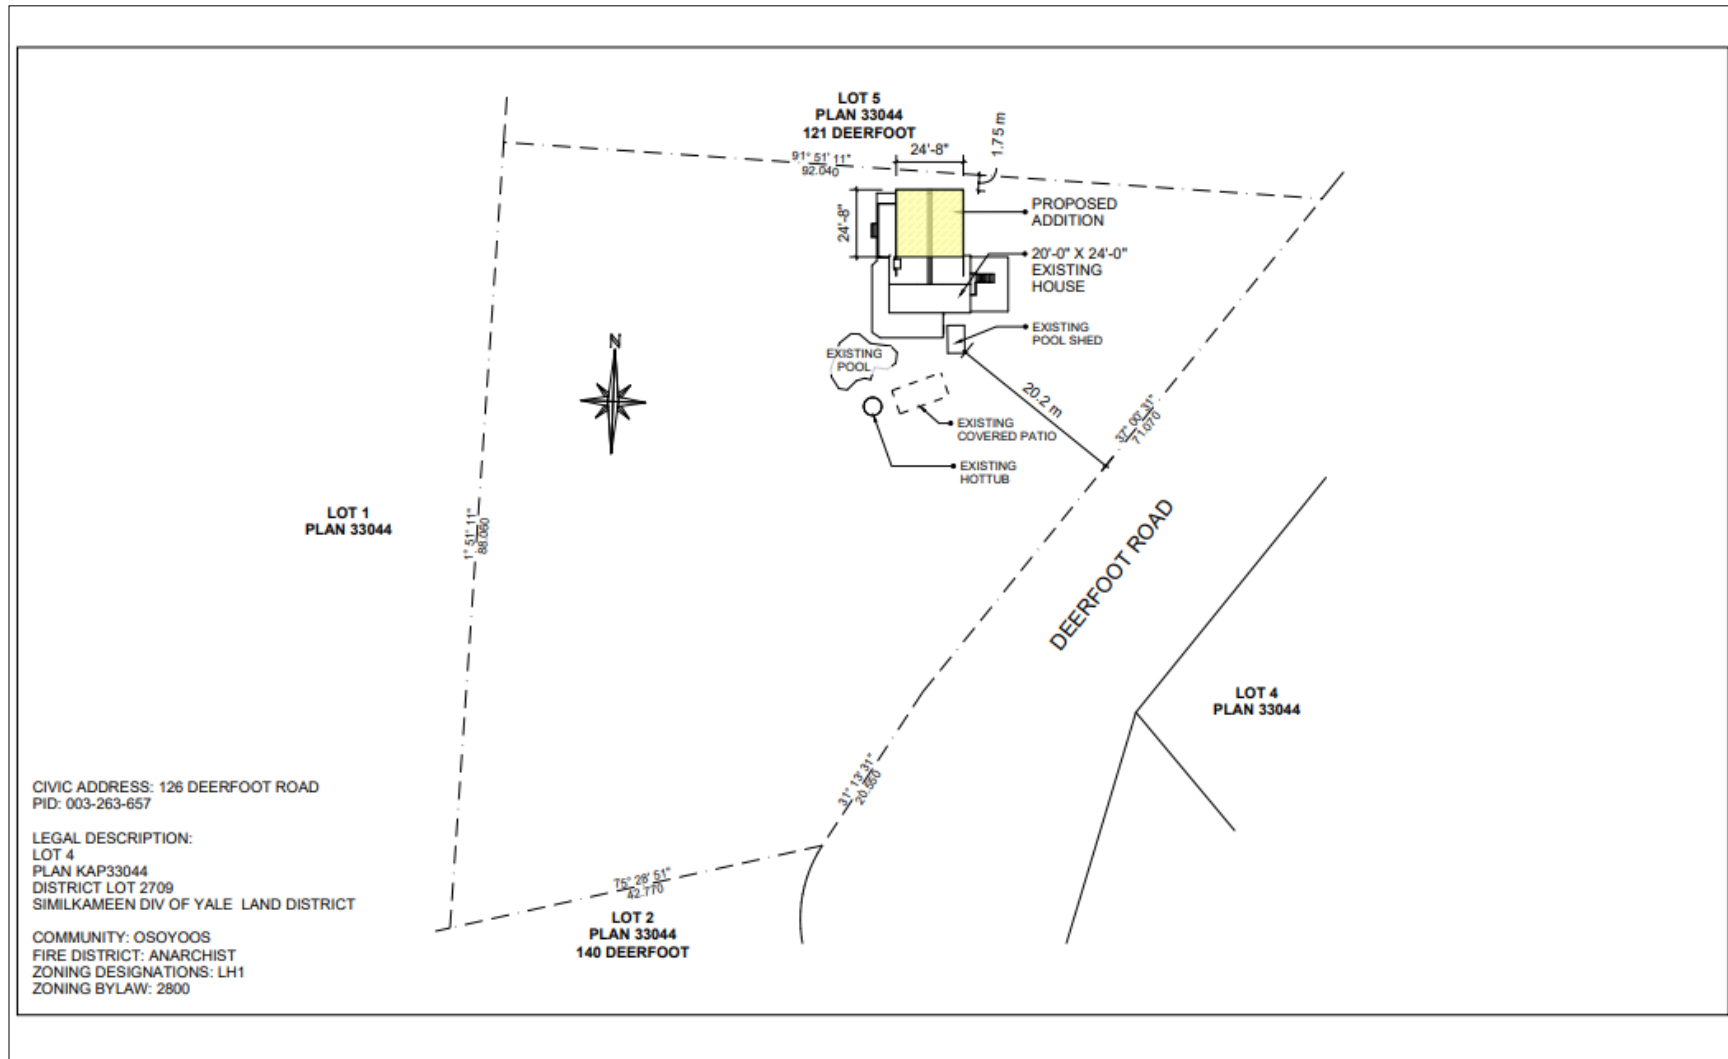 LOT 5
PLAN 33044
121 DEERFOOT
1.75 m
24'-8"
91° 51' 11"
92.040
24'-8"
PROPOSED
ADDITION
20'-0" X 24'-0"
EXISTING
HOUSE
EXISTING
POOL SHED
N
EXISTING
POOL
20.2 m
37° 00' 31"
71.070
EXISTING
COVERED PATIO
EXISTING
HOTTUB
LOT 1
PLAN 33044
1° 51' 11"
88.060
DEERFOOT ROAD
LOT 4
PLAN 33044
31° 13' 31"
20.550
CIVIC ADDRESS: 126 DEERFOOT ROAD
PID: 003-263-657
LEGAL DESCRIPTION:
LOT 4
PLAN KAP33044
DISTRICT LOT 2709
SIMILKAMEEN DIV OF YALE LAND DISTRICT
COMMUNITY: OSOYOOS
FIRE DISTRICT: ANARCHIST
ZONING DESIGNATIONS: LH1
ZONING BYLAW: 2800
75° 28' 51"
42.770
LOT 2
PLAN 33044
140 DEERFOOT